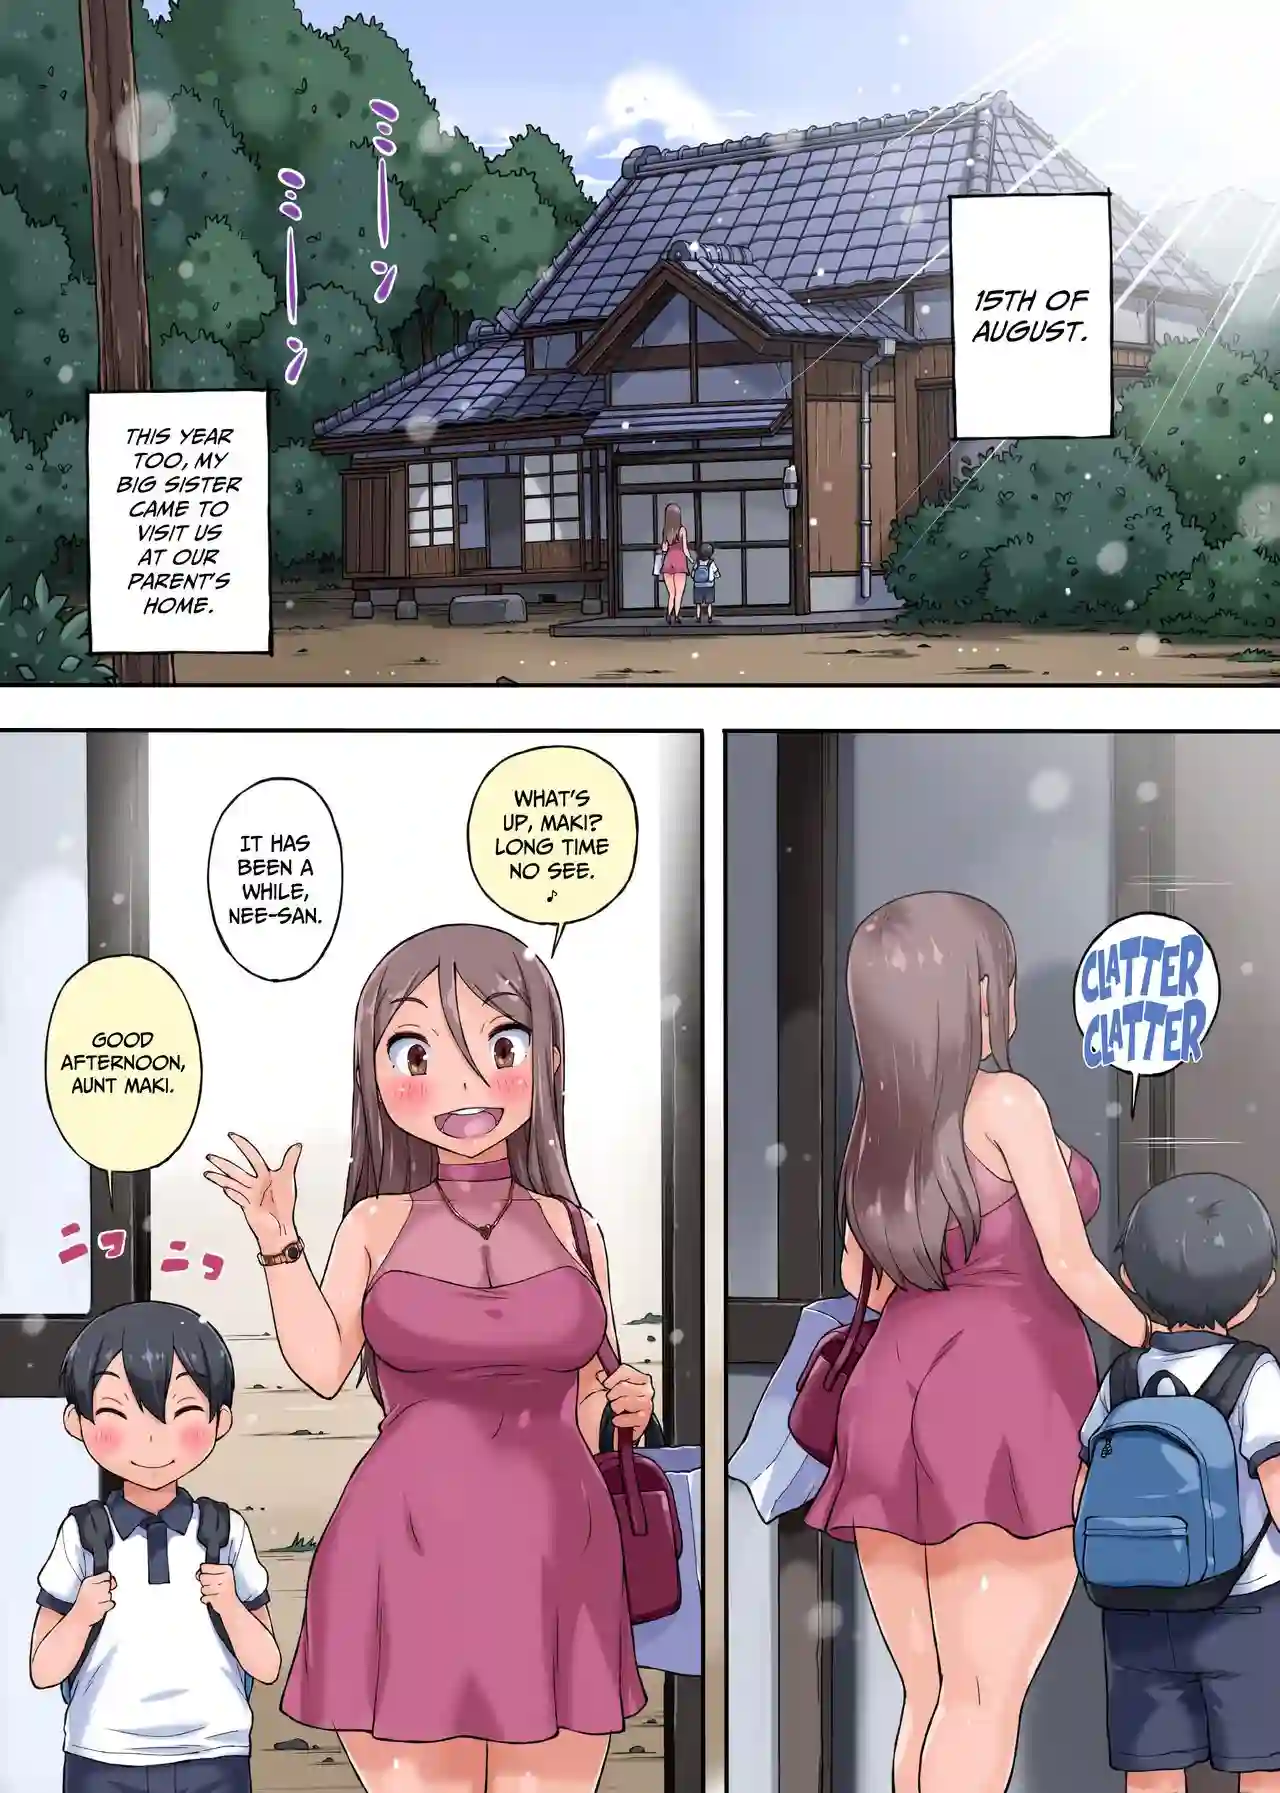 15TH OF
AUGUST.
ミーン
ミーン
THIS YEAR
TOO, MY
BIG SISTER
CAME TO
VISIT US
AT OUR
PARENT'S
HOME.
CLATTER
CLATTER
WHAT'S
UP, MAKI?
LONG TIME
NO SEE.
♪
IT HAS
BEEN A
WHILE,
NEE-SAN.
GOOD
AFTERNOON,
AUNT MAKI.
ニコ
ニコ